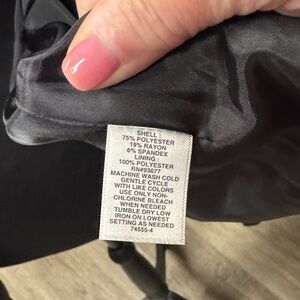 SHELL :
75% POLYESTER
19% RAYON
6% SPANDEX
LINING :
100% POLYESTER
RN#93677
MACHINE WASH COLD
GENTLE CYCLE
WITH LIKE COLORS
USE ONLY NON-
CHLORINE BLEACH
WHEN NEEDED
TUMBLE DRY LOW
IRON ON LOWEST
SETTING AS NEEDED
74555-4